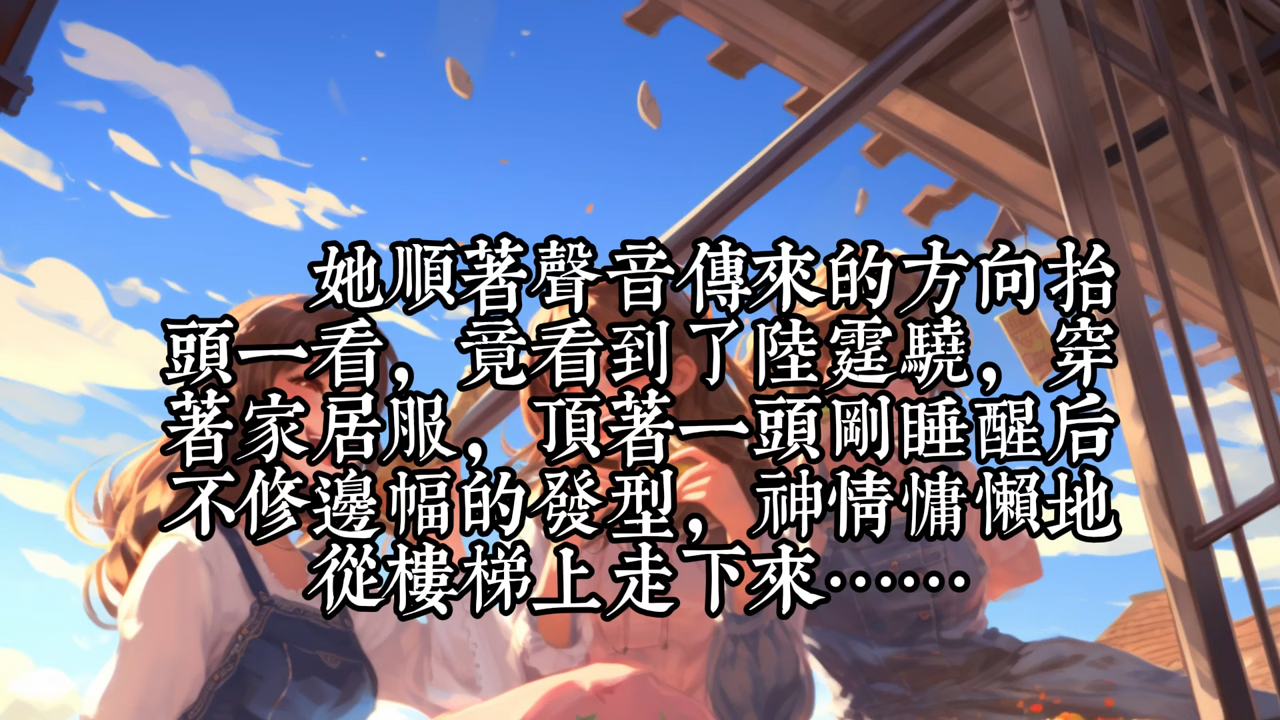 她順著聲音傳來的方向抬
頭一看，竟看到了陸霆驍，穿
著家居服，頂著一頭剛睡醒后
不修邊幅的發型，神情慵懶地
從樓梯上走下來……